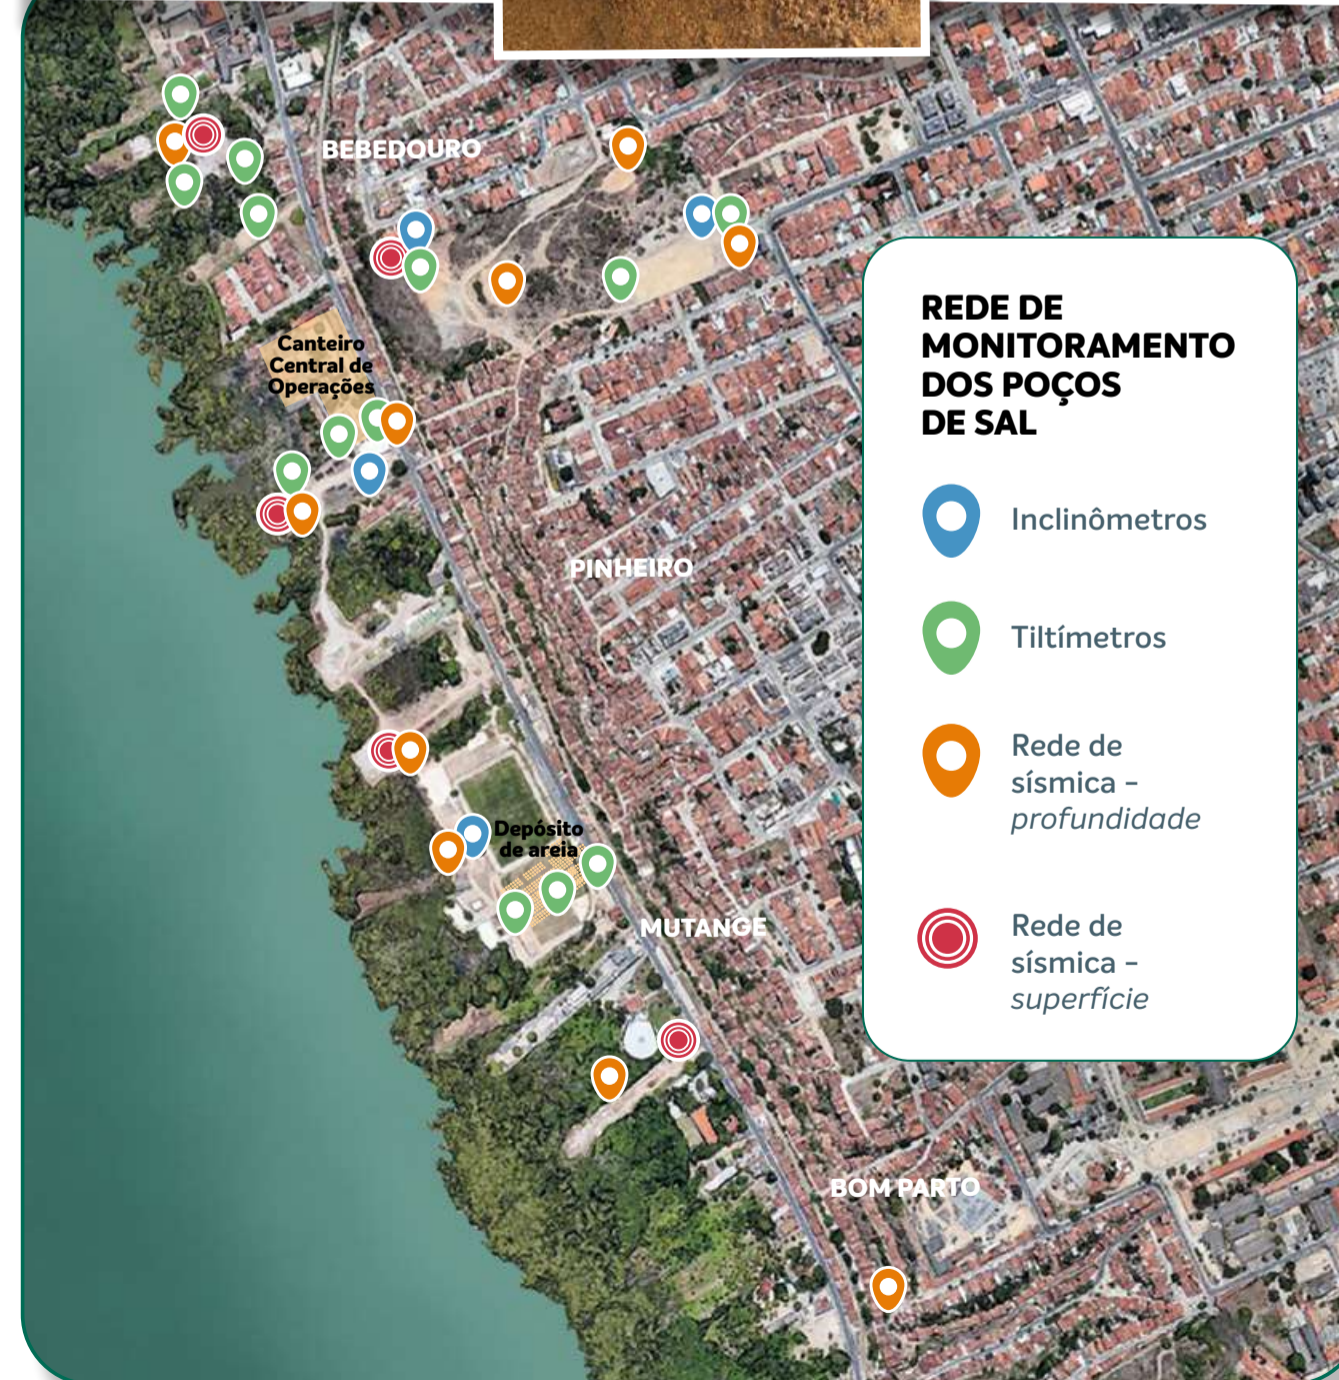 BEBEDOURO
Canteiro
Central de
Operações
PINHEIRO
Depósito
de areia
MUTANGE
BOM PARTO
REDE DE
MONITORAMENTO
DOS POÇOS
DE SAL
Inclinômetros
Tiltímetros
Rede de
sísmica –
profundidade
Rede de
sísmica –
superfície